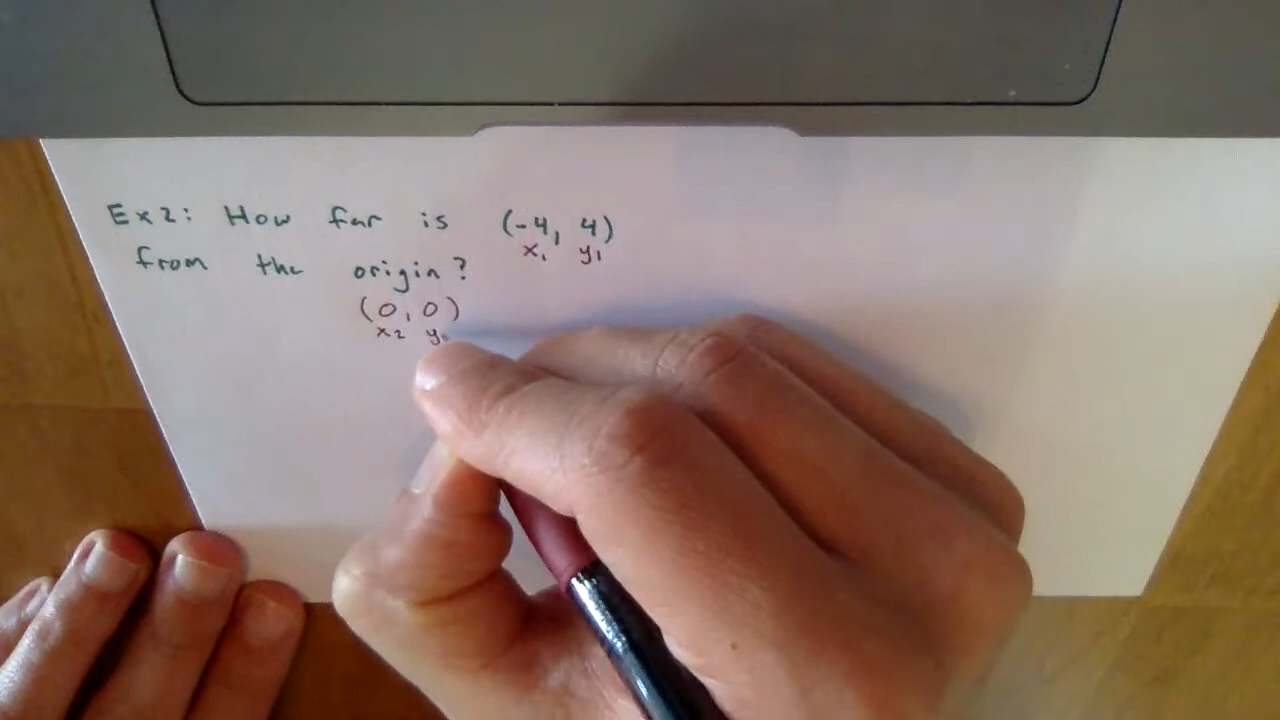 Ex2: How far is (-4, 4)
x₁ y₁
from the origin?
(0, 0)
x₂ y